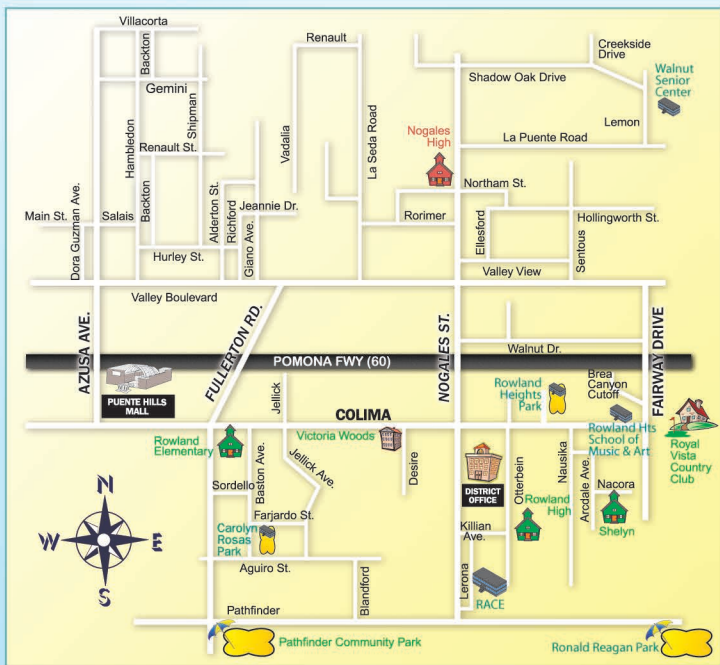 Villacorta
Backton
Gemini
Hambledon
Shipman
Renault St.
Backton
Main St.
Salais
Dora Guzman Ave.
Hurley St.
Alderton St.
Richford
Giano Ave.
Jeannie Dr.
Vadalia
Renault
La Seda Road
Rorimer
Nogales
High
Northam St.
Shadow Oak Drive
Creekside
Drive
Walnut
Senior
Center
Lemon
La Puente Road
Ellesford
Hollingworth St.
Sentous
Valley View
Valley Boulevard
AZUSA AVE.
FULLERTON RD.
NOGALES ST.
FAIRWAY DRIVE
Walnut Dr.
POMONA FWY (60)
PUENTE HILLS
MALL
Jellick
COLIMA
Rowland
Heights
Park
Brea
Canyon
Cutoff
Rowland Hts
School of
Music & Art
Royal
Vista
Country
Club
Rowland
Elementary
Victoria Woods
Baston Ave.
Jellick Ave.
Desire
DISTRICT
OFFICE
Otterbein
Nausika
Arcdale Ave.
Nacora
Shelyn
Rowland
High
Sordello
Farjardo St.
Carolyn
Rosas
Park
Killian
Ave.
Lerona
RACE
Aguiro St.
Blandford
Pathfinder
Pathfinder Community Park
Ronald Reagan Park
N
W
E
S